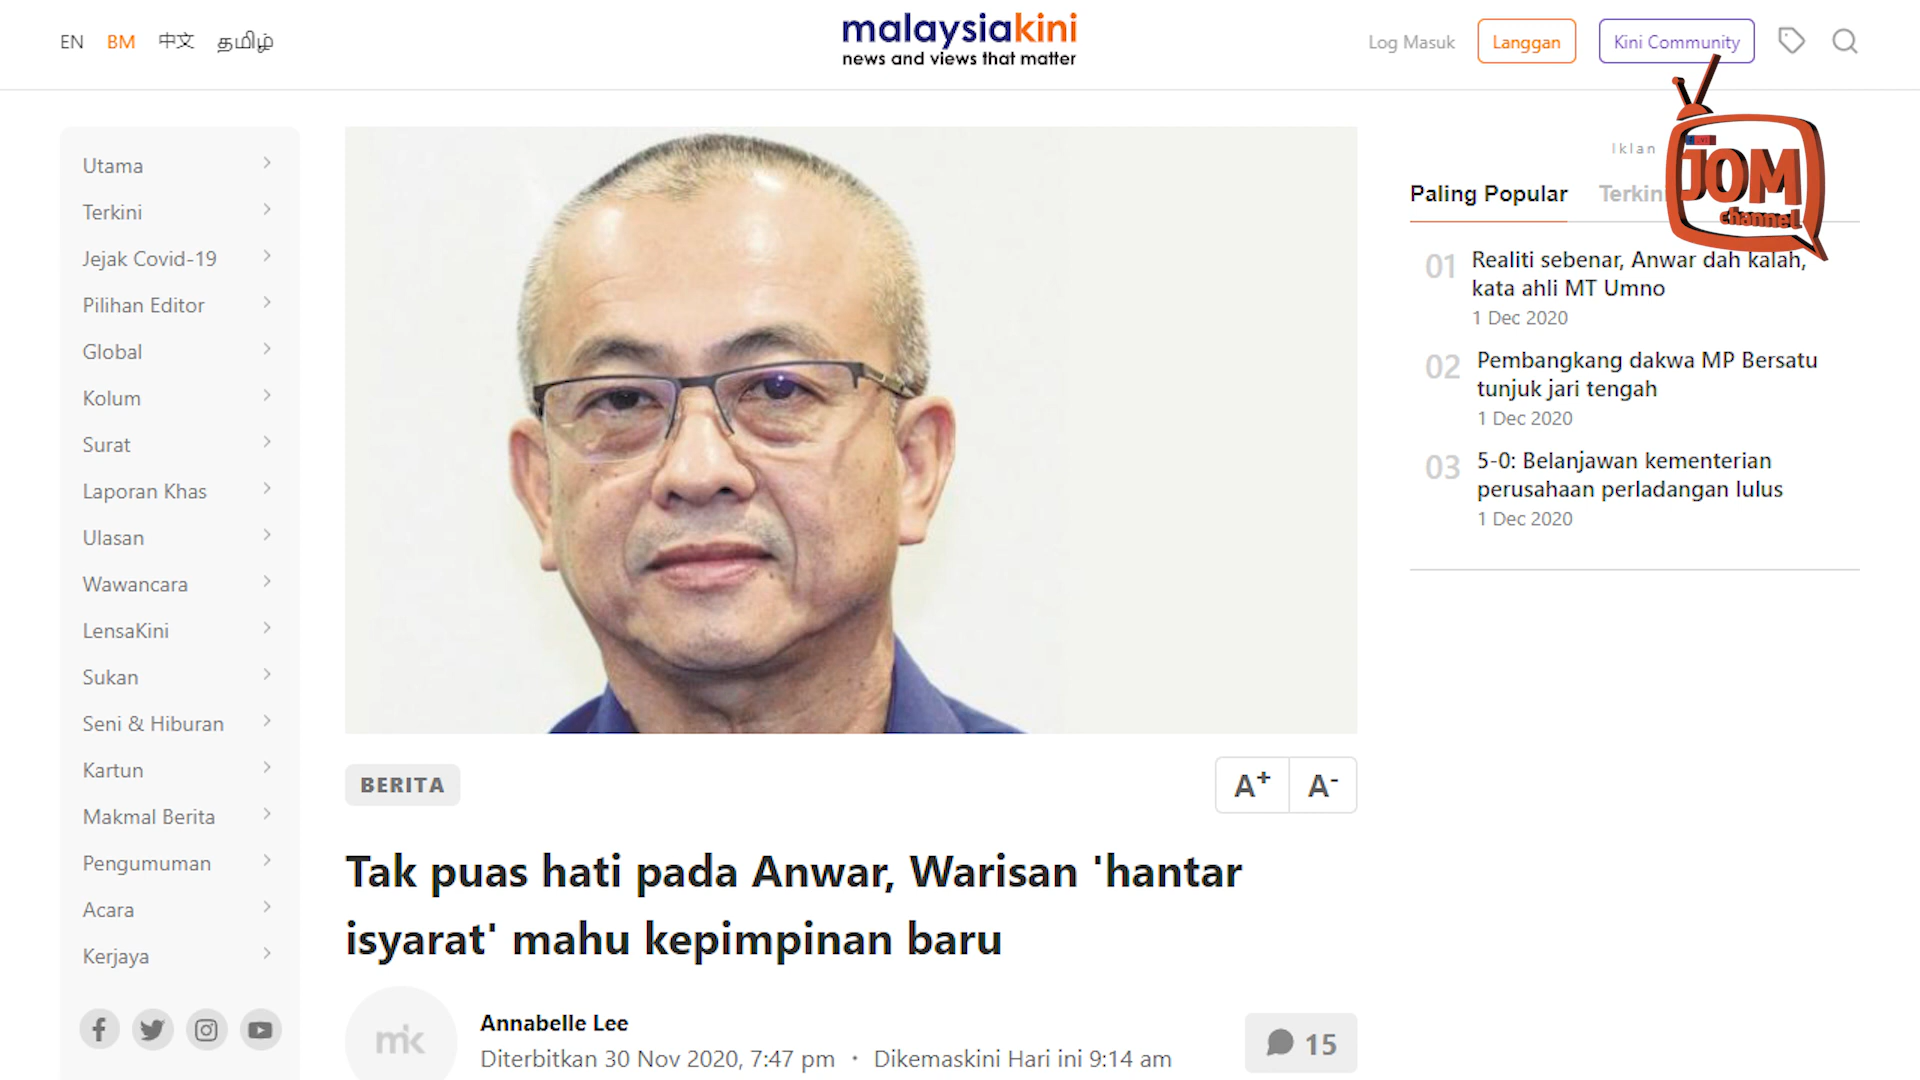 EN BM 中文 தமிழ்
malaysiakini
news and views that matter
Log Masuk Langgan Kini Community
Utama
Terkini
Jejak Covid-19
Pilihan Editor
Global
Kolum
Surat
Laporan Khas
Ulasan
Wawancara
LensaKini
Sukan
Seni & Hiburan
Kartun
Makmal Berita
Pengumuman
Acara
Kerjaya
BERITA
A+ A-
Tak puas hati pada Anwar, Warisan 'hantar
isyarat' mahu kepimpinan baru
mk
Annabelle Lee
Diterbitkan 30 Nov 2020, 7:47 pm • Dikemaskini Hari ini 9:14 am
15
Iklan
JOM
channel
Paling Popular Terkini
01 Realiti sebenar, Anwar dah kalah,
kata ahli MT Umno
1 Dec 2020
02 Pembangkang dakwa MP Bersatu
tunjuk jari tengah
1 Dec 2020
03 5-0: Belanjawan kementerian
perusahaan perladangan lulus
1 Dec 2020